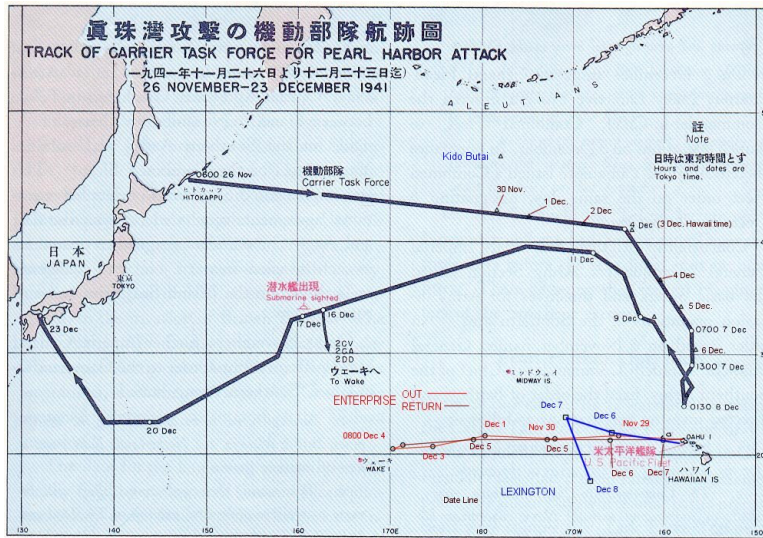 眞珠灣攻撃の機動部隊航跡圖
TRACK OF CARRIER TASK FORCE FOR PEARL HARBOR ATTACK
一九四一年十一月二十六日より十二月二十三日迄)
26 NOVEMBER-23 DECEMBER 1941
ALEUTIANS
註
Note
日時は東京時間とす
Hours and dates are
Tokyo time.
Kido Butai
0600 26 Nov
ヒトカップ
HITOKAPPU
機動部隊
Carrier Task Force
30 Nov.
1 Dec.
2 Dec
4 Dec (3 Dec. Hawaii time)
日本
JAPAN
東京
TOKYO
11 Dec
4 Dec
潜水艦出現
Submarine sighted
16 Dec
17 Dec
5 Dec.
9 Dec
0700 7 Dec
23 Dec
2CV
2CA
2DD
6 Dec.
1300 7 Dec
ウェーキへ
To Wake
ミッドウェイ
MIDWAY IS.
ENTERPRISE OUT
RETURN
0130 8 Dec
Dec 7
Dec 6
20 Dec
0800 Dec 4
Dec 1
Nov 30
Nov 29
OAHU I
Dec 3
Dec 5
Dec 5
米太平洋艦隊
U.S. Pacific Fleet
ウェーキ
WAKE I
Dec 6
Dec 7
ハワイ
HAWAIIAN IS.
Dec 8
LEXINGTON
Date Line
130
140
150
160
170E
180
170W
160
150
4
3
20